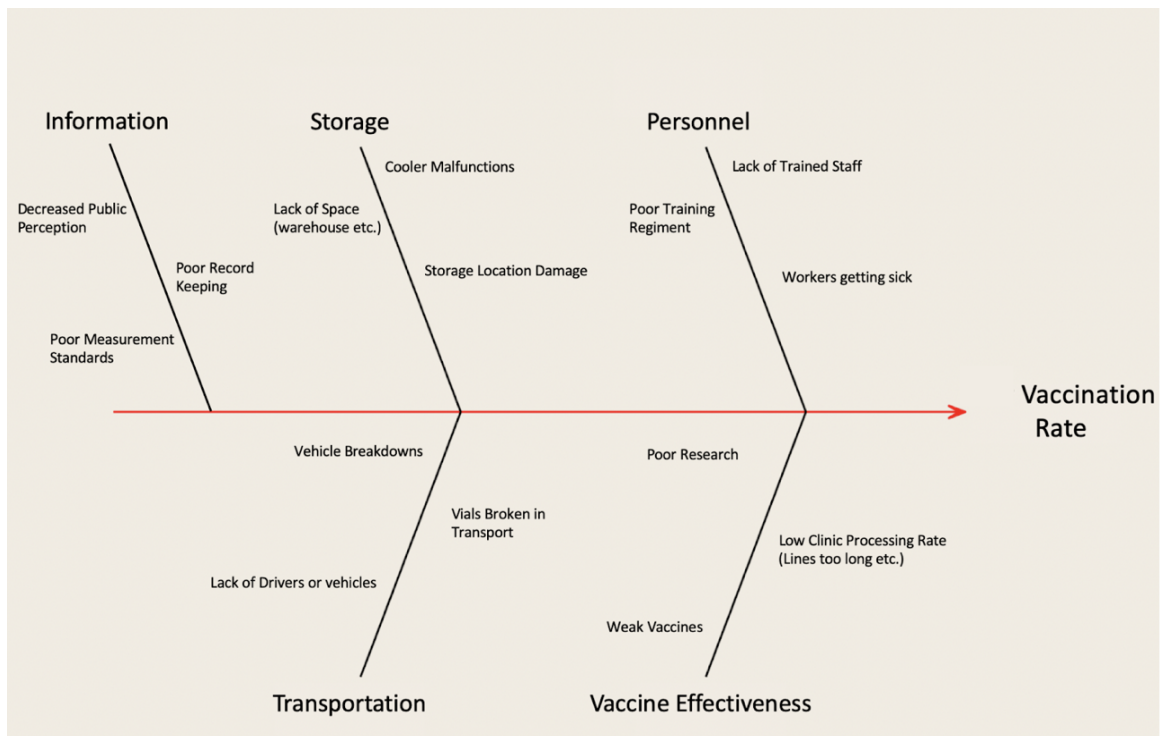 Information
Storage
Personnel
Cooler Malfunctions
Lack of Trained Staff
Decreased Public
Perception
Lack of Space
(warehouse etc.)
Poor Training
Regiment
Poor Record
Keeping
Storage Location Damage
Workers getting sick
Poor Measurement
Standards
Vaccination
Rate
Vehicle Breakdowns
Poor Research
Vials Broken in
Transport
Low Clinic Processing Rate
(Lines too long etc.)
Lack of Drivers or vehicles
Weak Vaccines
Transportation
Vaccine Effectiveness